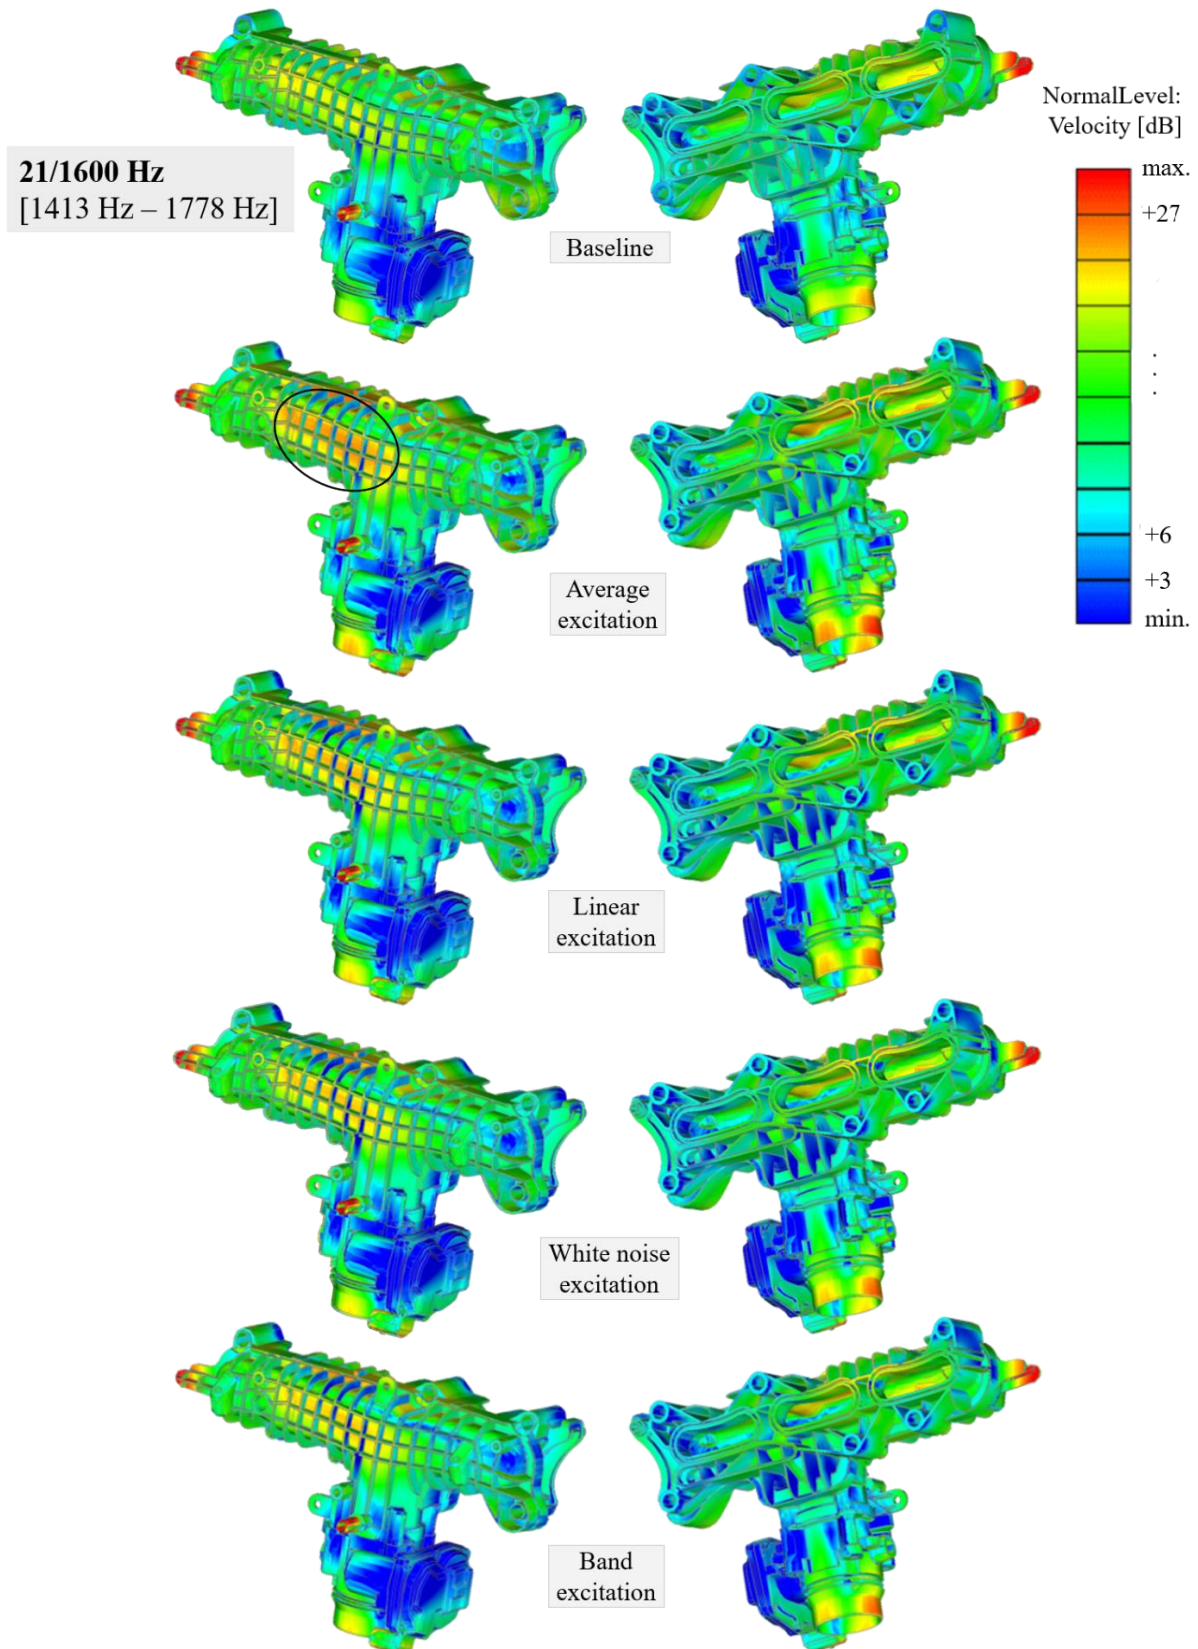 NormalLevel:
Velocity [dB]
21/1600 Hz
[1413 Hz – 1778 Hz]
max.
+27
Baseline
+6
+3
min.
Average
excitation
Linear
excitation
White noise
excitation
Band
excitation